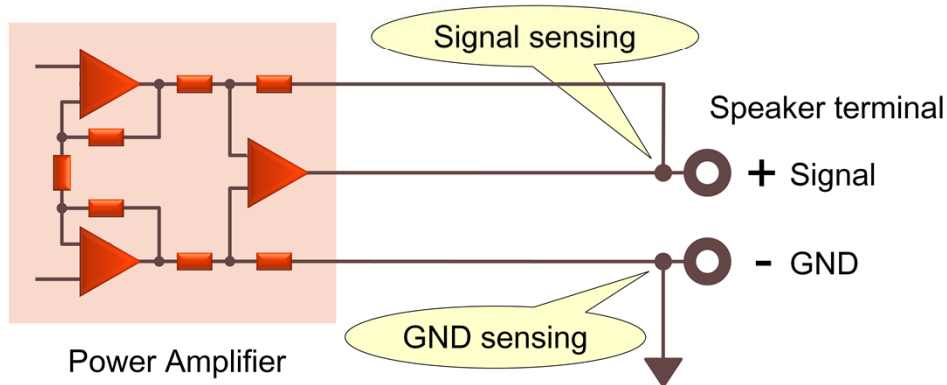 Signal sensing
Speaker terminal
+ Signal
- GND
GND sensing
Power Amplifier